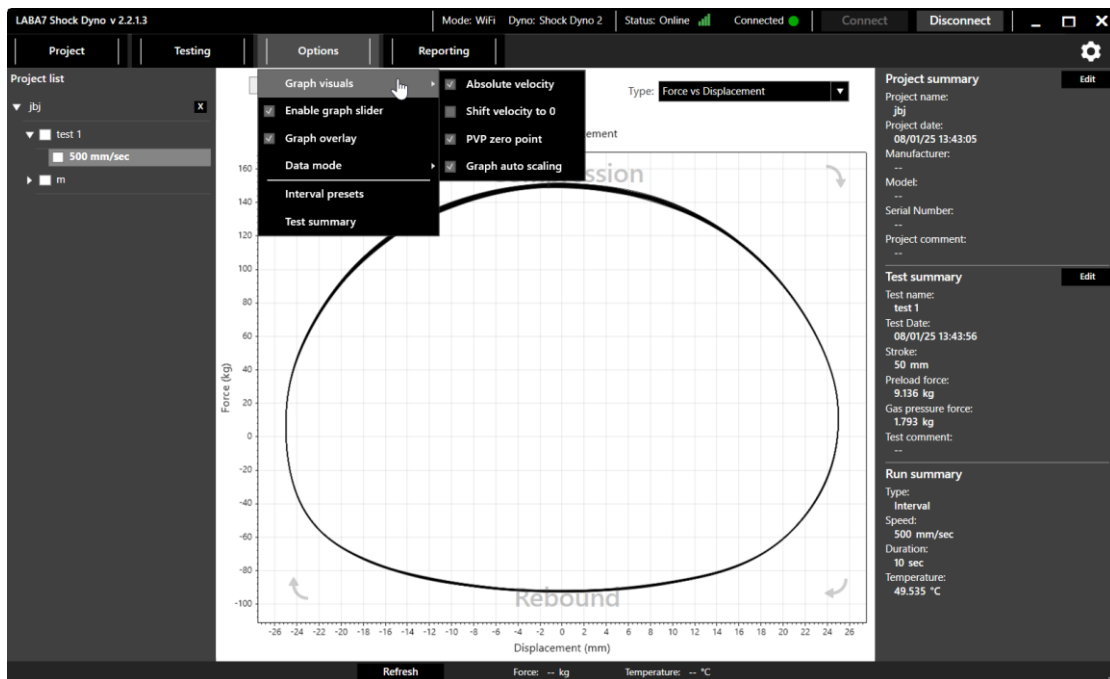 LABA7 Shock Dyno v 2.2.1.3
Mode: WiFi Dyno: Shock Dyno 2 Status: Online Connected Connect Disconnect
Project Testing Options Reporting
Project list
jbj X
test 1
500 mm/sec
m
Graph visuals
Enable graph slider
Graph overlay
Data mode
Interval presets
Test summary
Absolute velocity
Shift velocity to 0
PVP zero point
Graph auto scaling
Type: Force vs Displacement
ement
ssion
Force (kg)
160
140
120
100
80
60
40
20
0
-20
-40
-60
-80
-100
Rebound
-26 -24 -22 -20 -18 -16 -14 -12 -10 -8 -6 -4 -2 0 2 4 6 8 10 12 14 16 18 20 22 24 26
Displacement (mm)
Project summary Edit
Project name:
jbj
Project date:
08/01/25 13:43:05
Manufacturer:
--
Model:
--
Serial Number:
--
Project comment:
--
Test summary Edit
Test name:
test 1
Test Date:
08/01/25 13:43:56
Stroke:
50 mm
Preload force:
9.136 kg
Gas pressure force:
1.793 kg
Test comment:
--
Run summary
Type:
Interval
Speed:
500 mm/sec
Duration:
10 sec
Temperature:
49.535 °C
Refresh Force: -- kg Temperature: -- °C